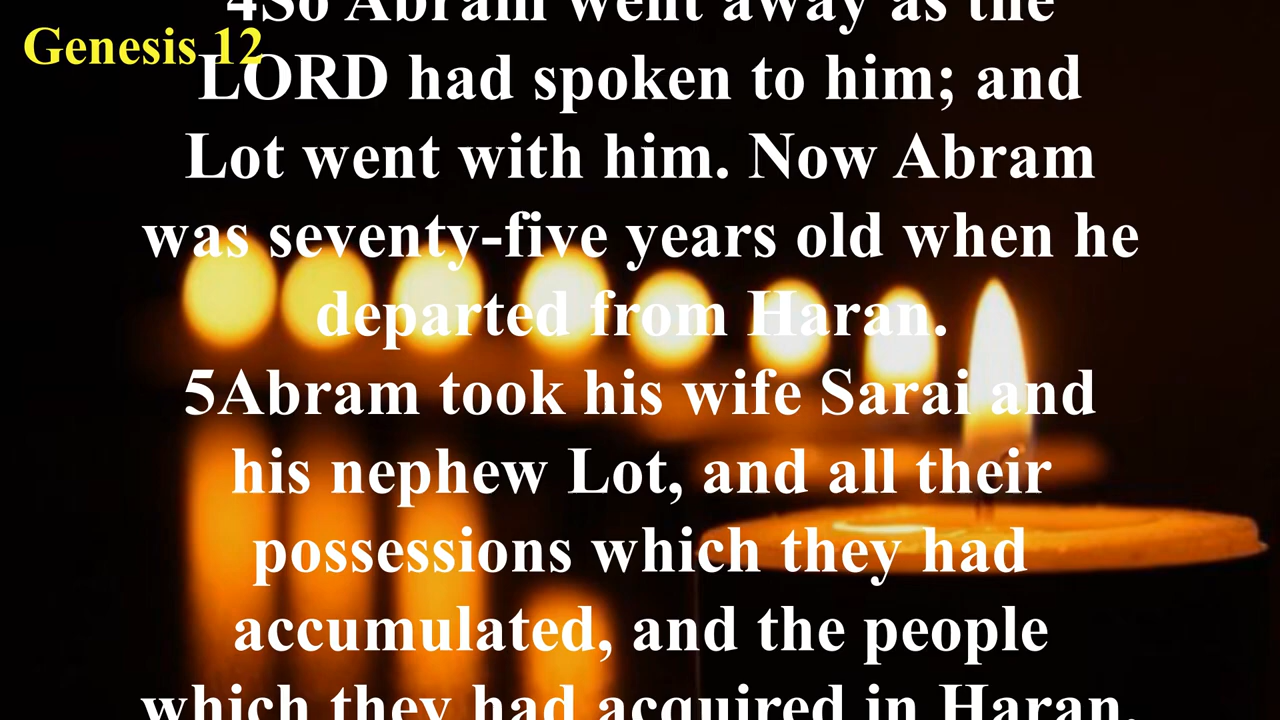 Genesis 12
4So Abram went away as the
LORD had spoken to him; and
Lot went with him. Now Abram
was seventy-five years old when he
departed from Haran.
5Abram took his wife Sarai and
his nephew Lot, and all their
possessions which they had
accumulated, and the people
which they had acquired in Haran,